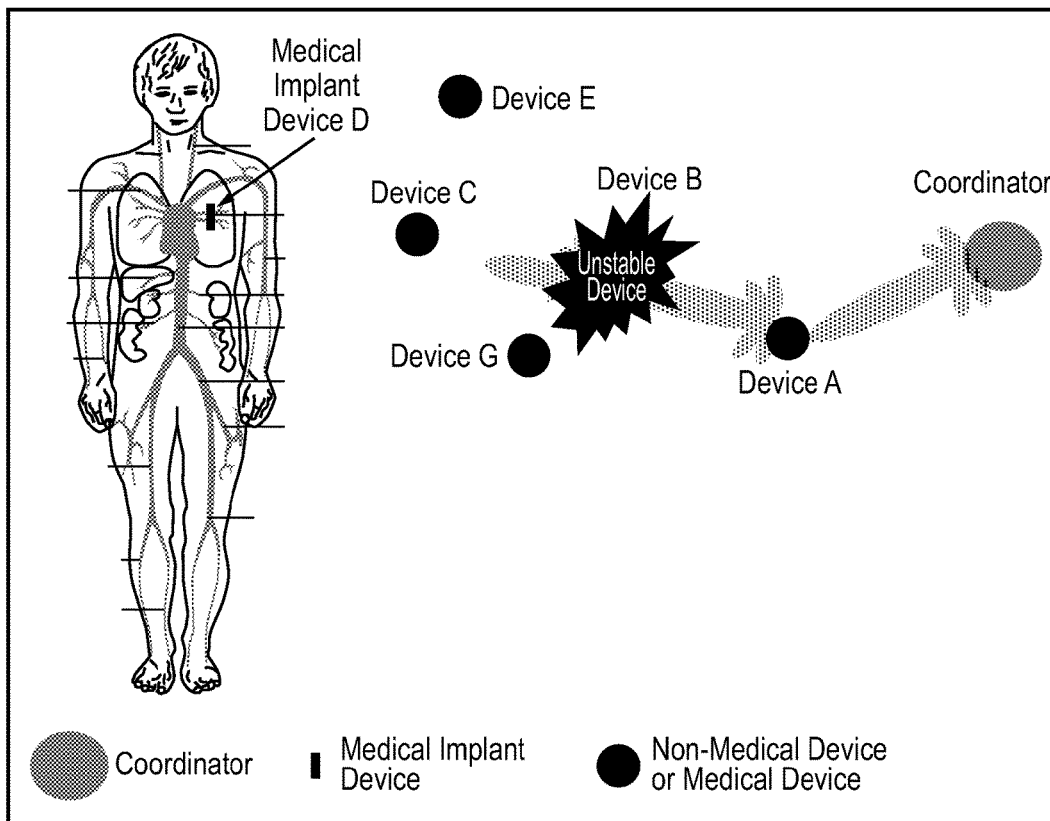 Medical
Implant
Device D
Device E
Device C
Device B
Coordinator
Unstable
Device
Device G
Device A
Coordinator
Medical Implant
Device
Non-Medical Device
or Medical Device